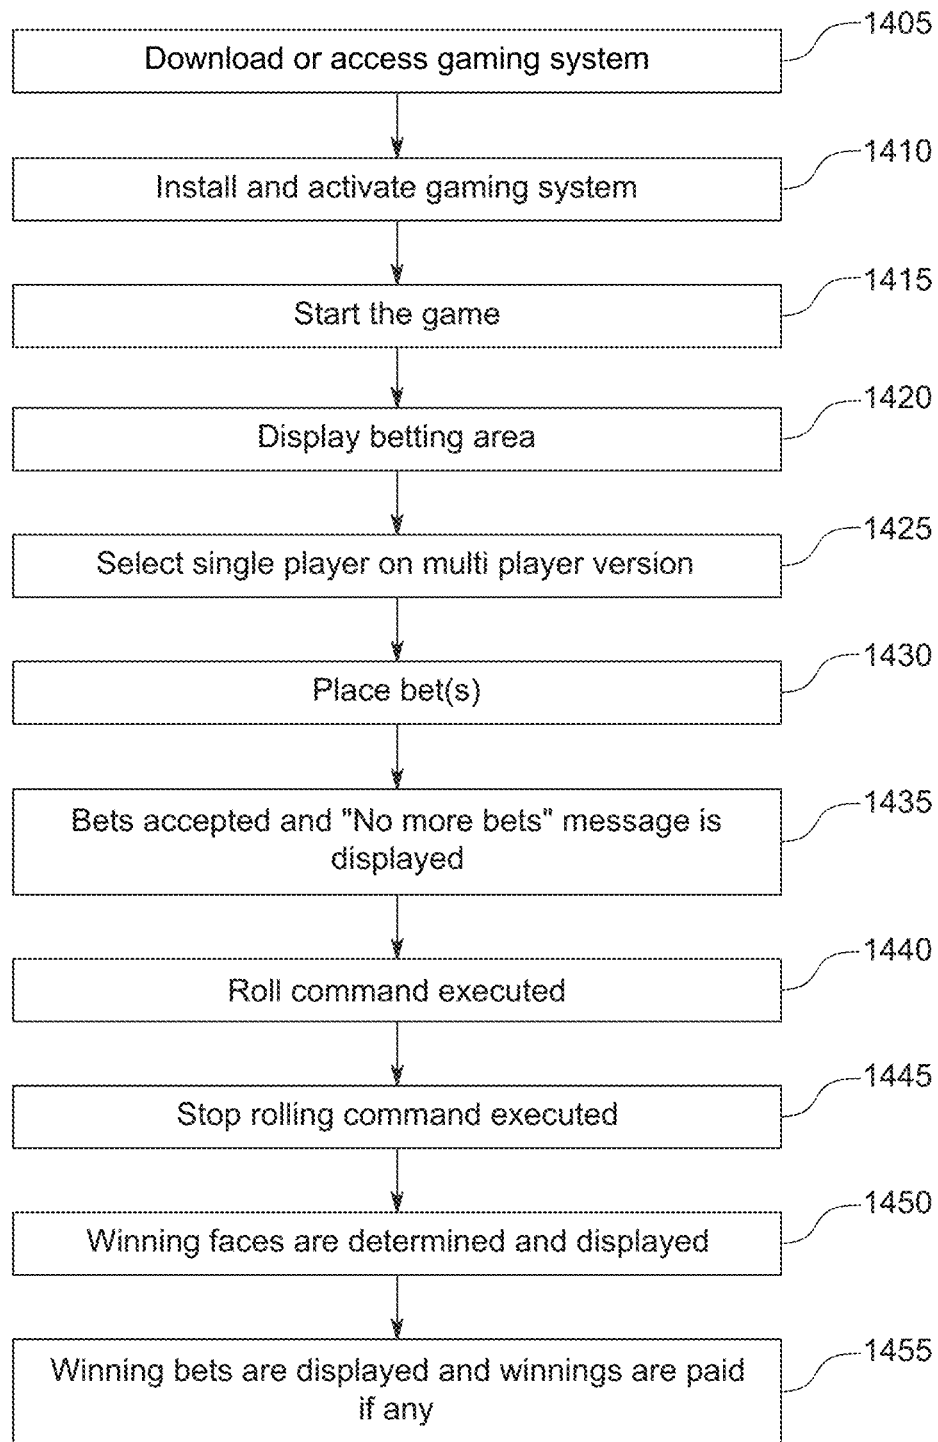 1405
Download or access gaming system
1410
Install and activate gaming system
1415
Start the game
1420
Display betting area
1425
Select single player on multi player version
1430
Place bet(s)
1435
Bets accepted and "No more bets" message is
displayed
1440
Roll command executed
1445
Stop rolling command executed
1450
Winning faces are determined and displayed
1455
Winning bets are displayed and winnings are paid
if any